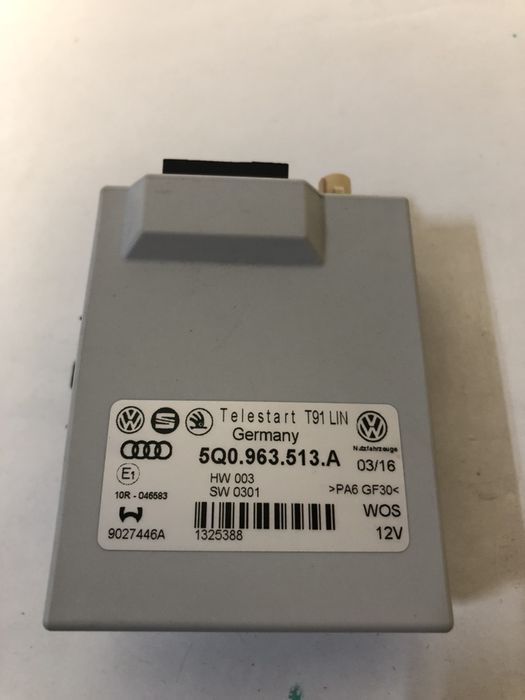 Telestart T91 LIN
Germany
Nutzfahrzeuge
5Q0.963.513.A 03/16
E1
HW 003
SW 0301 >PA6 GF30<
10R - 046583
WOS
9027446A 1325388 12V